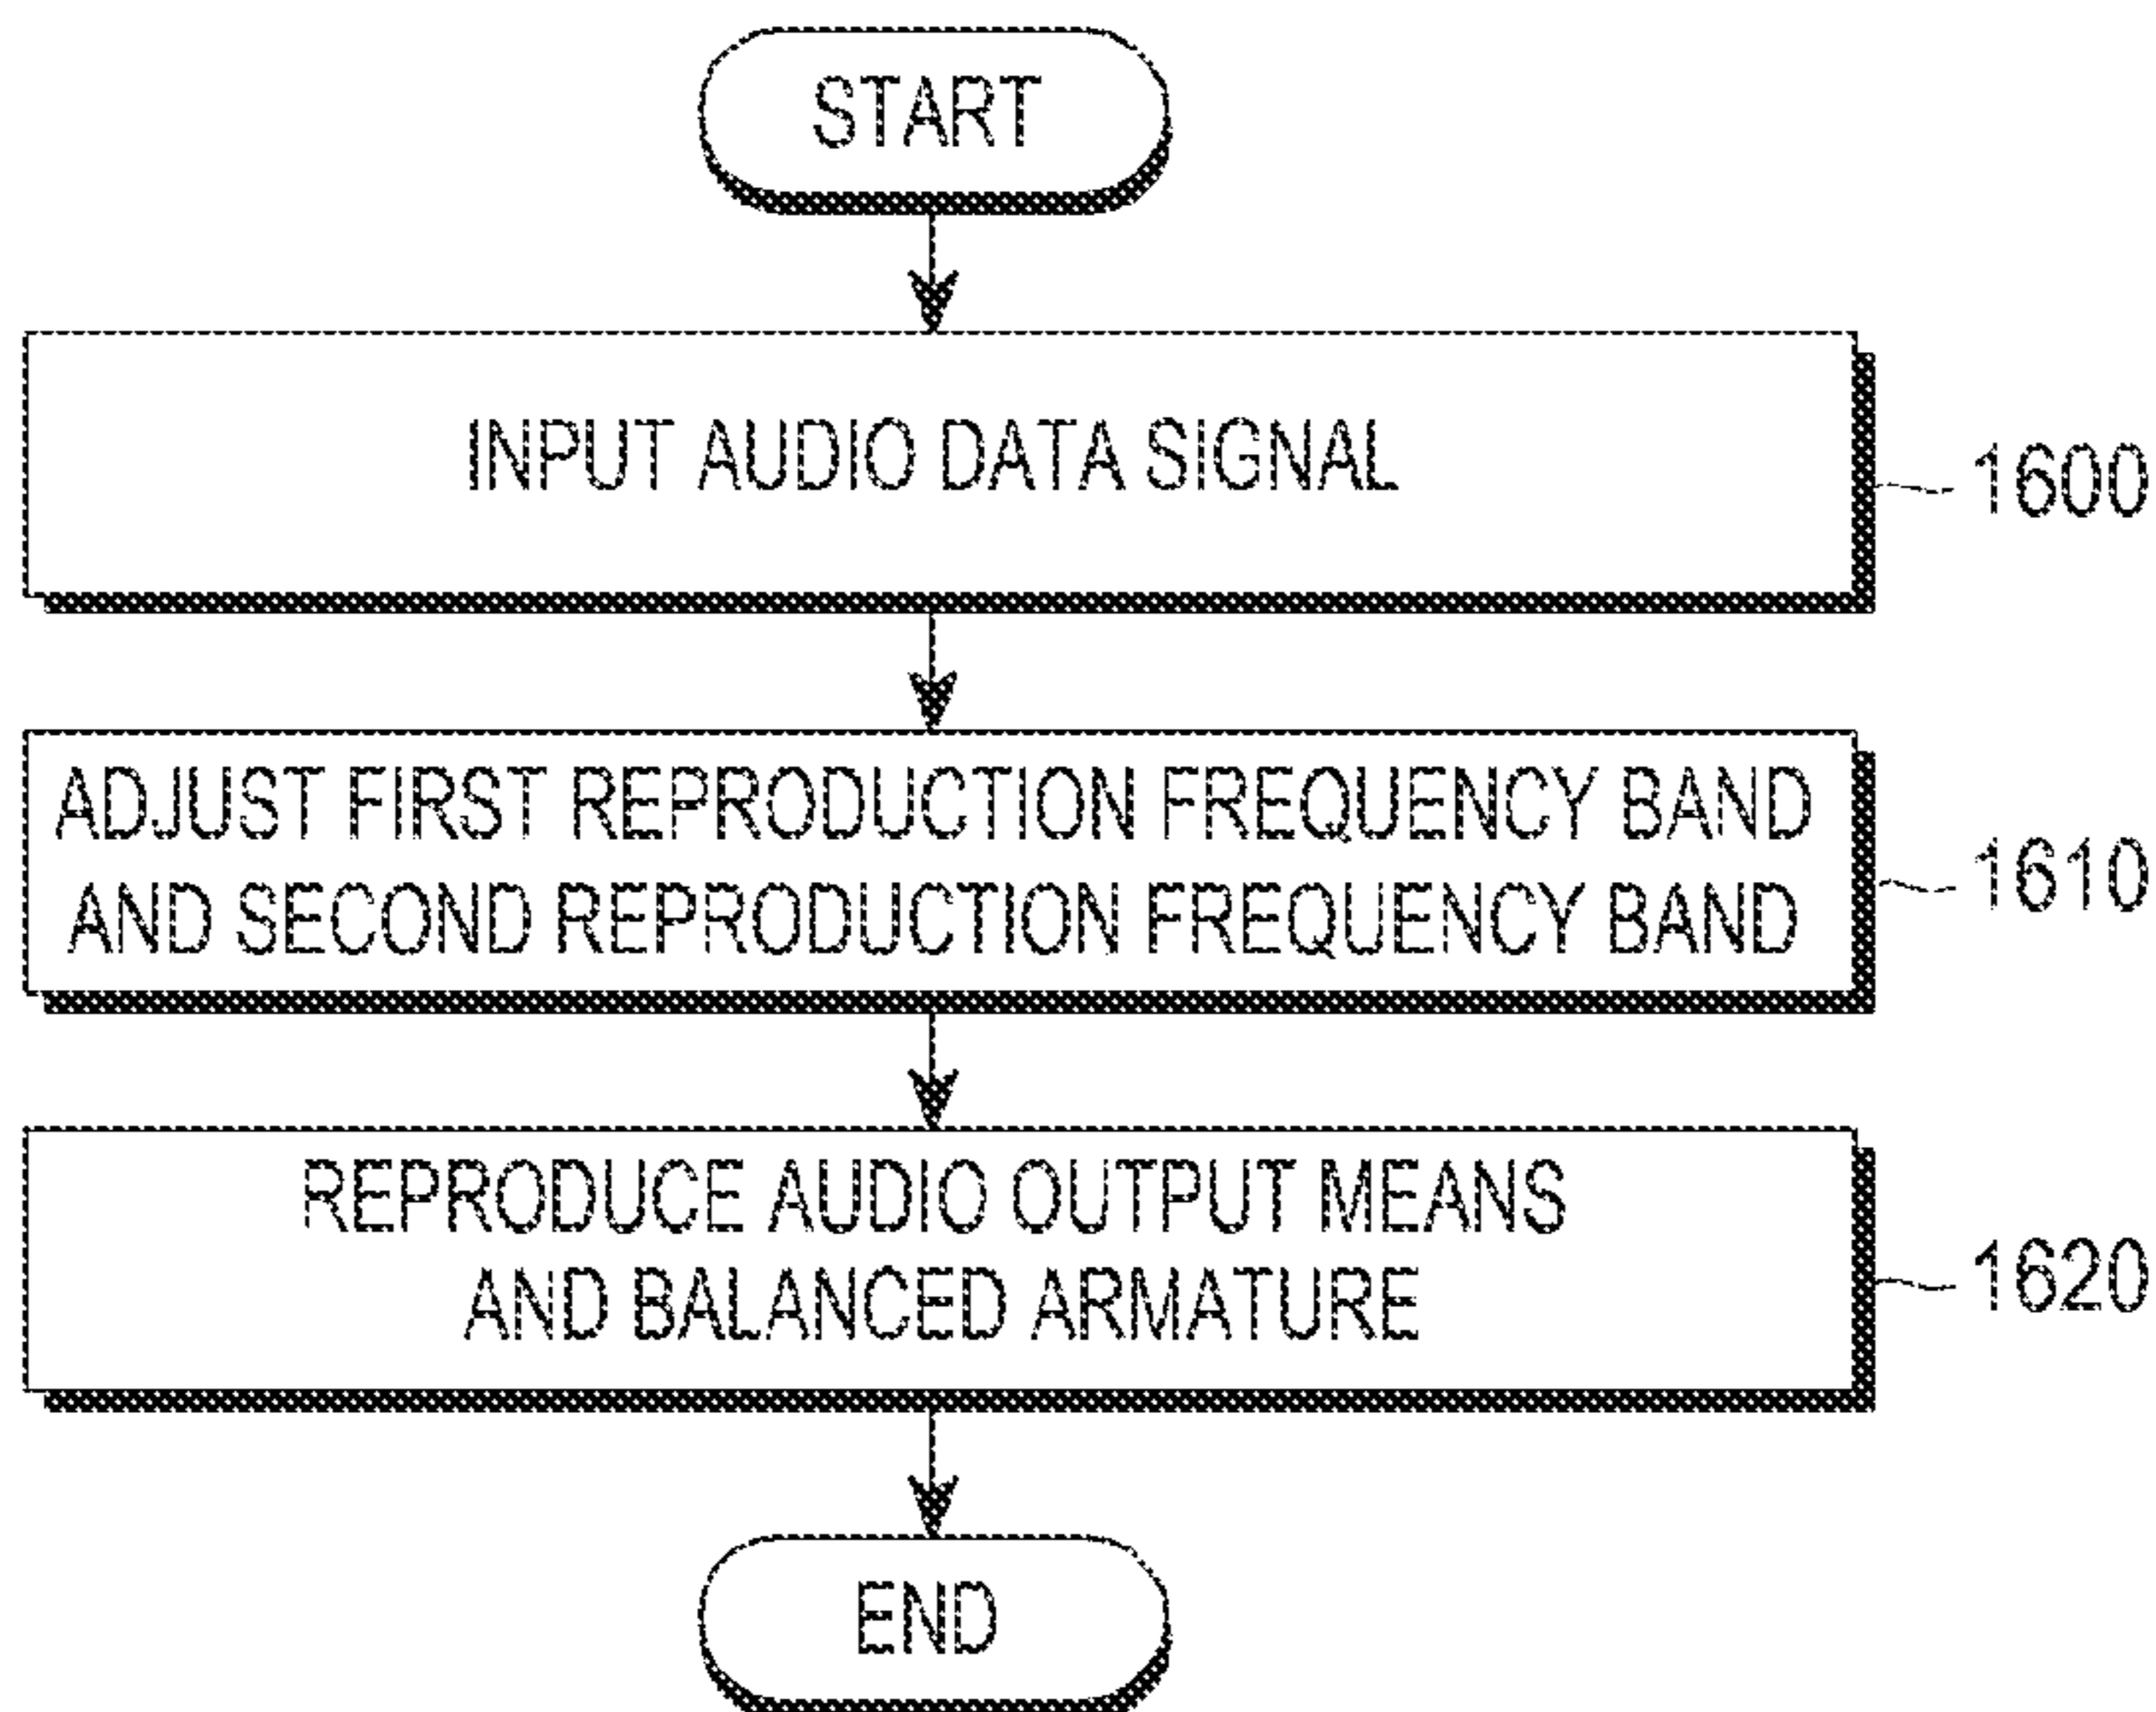 START
INPUT AUDIO DATA SIGNAL
1600
ADJUST FIRST REPRODUCTION FREQUENCY BAND
AND SECOND REPRODUCTION FREQUENCY BAND
1610
REPRODUCE AUDIO OUTPUT MEANS
AND BALANCED ARMATURE
1620
END